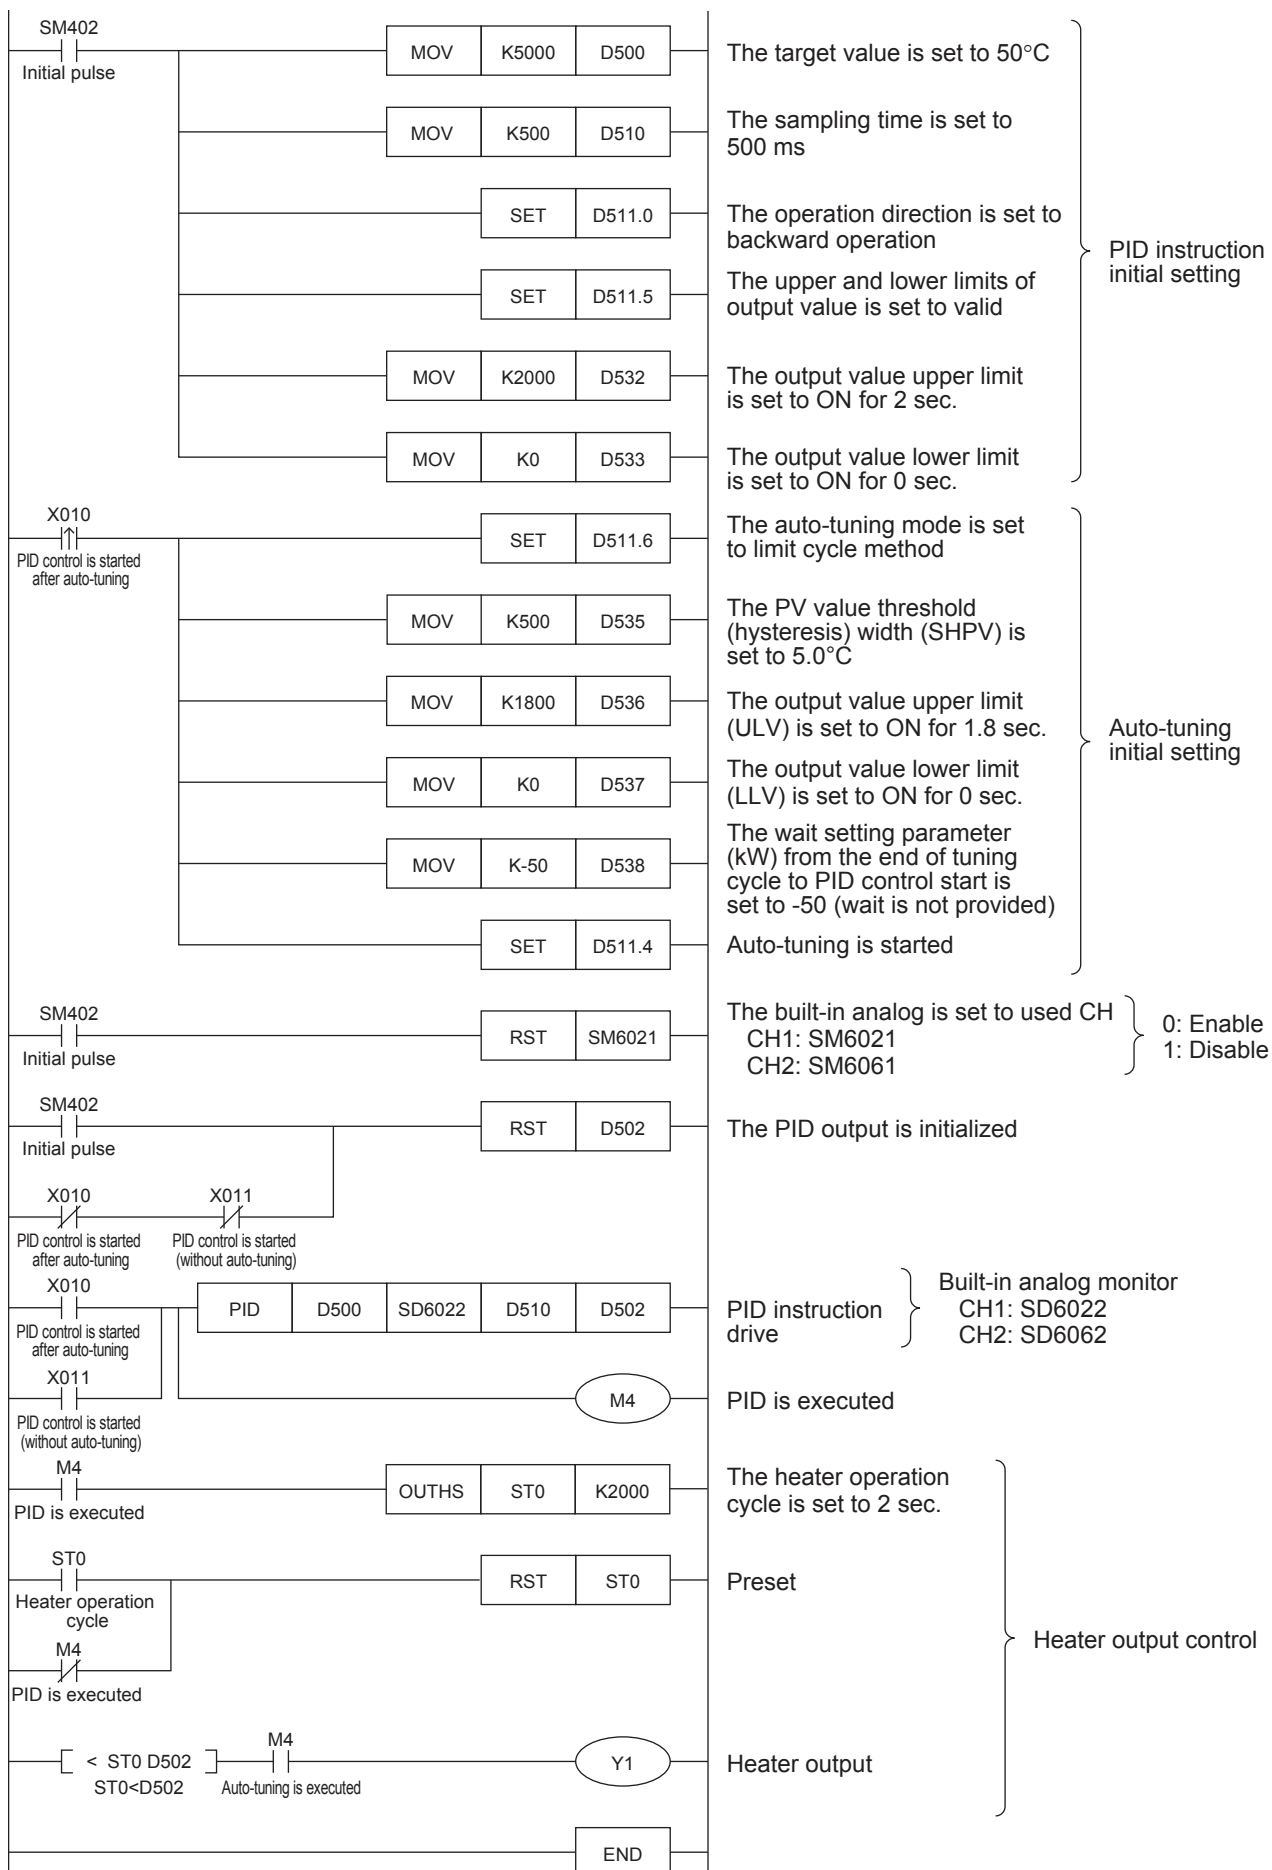 SM402
Initial pulse
MOV K5000 D500
The target value is set to 50°C
MOV K500 D510
The sampling time is set to
500 ms
SET D511.0
The operation direction is set to
backward operation
PID instruction
initial setting
SET D511.5
The upper and lower limits of
output value is set to valid
MOV K2000 D532
The output value upper limit
is set to ON for 2 sec.
MOV K0 D533
The output value lower limit
is set to ON for 0 sec.
X010
PID control is started
after auto-tuning
SET D511.6
The auto-tuning mode is set
to limit cycle method
MOV K500 D535
The PV value threshold
(hysteresis) width (SHPV) is
set to 5.0°C
MOV K1800 D536
The output value upper limit
(ULV) is set to ON for 1.8 sec.
Auto-tuning
initial setting
MOV K0 D537
The output value lower limit
(LLV) is set to ON for 0 sec.
MOV K-50 D538
The wait setting parameter
(kW) from the end of tuning
cycle to PID control start is
set to -50 (wait is not provided)
SET D511.4
Auto-tuning is started
SM402
Initial pulse
RST SM6021
The built-in analog is set to used CH
CH1: SM6021
CH2: SM6061
0: Enable
1: Disable
SM402
Initial pulse
RST D502
The PID output is initialized
X010
PID control is started
after auto-tuning
X011
PID control is started
(without auto-tuning)
X010
PID control is started
after auto-tuning
PID D500 SD6022 D510 D502
PID instruction
drive
Built-in analog monitor
CH1: SD6022
CH2: SD6062
X011
PID control is started
(without auto-tuning)
M4
PID is executed
M4
PID is executed
OUTHS ST0 K2000
The heater operation
cycle is set to 2 sec.
ST0
Heater operation
cycle
RST ST0
Preset
Heater output control
M4
PID is executed
< ST0 D502
ST0<D502
M4
Auto-tuning is executed
Y1
Heater output
END